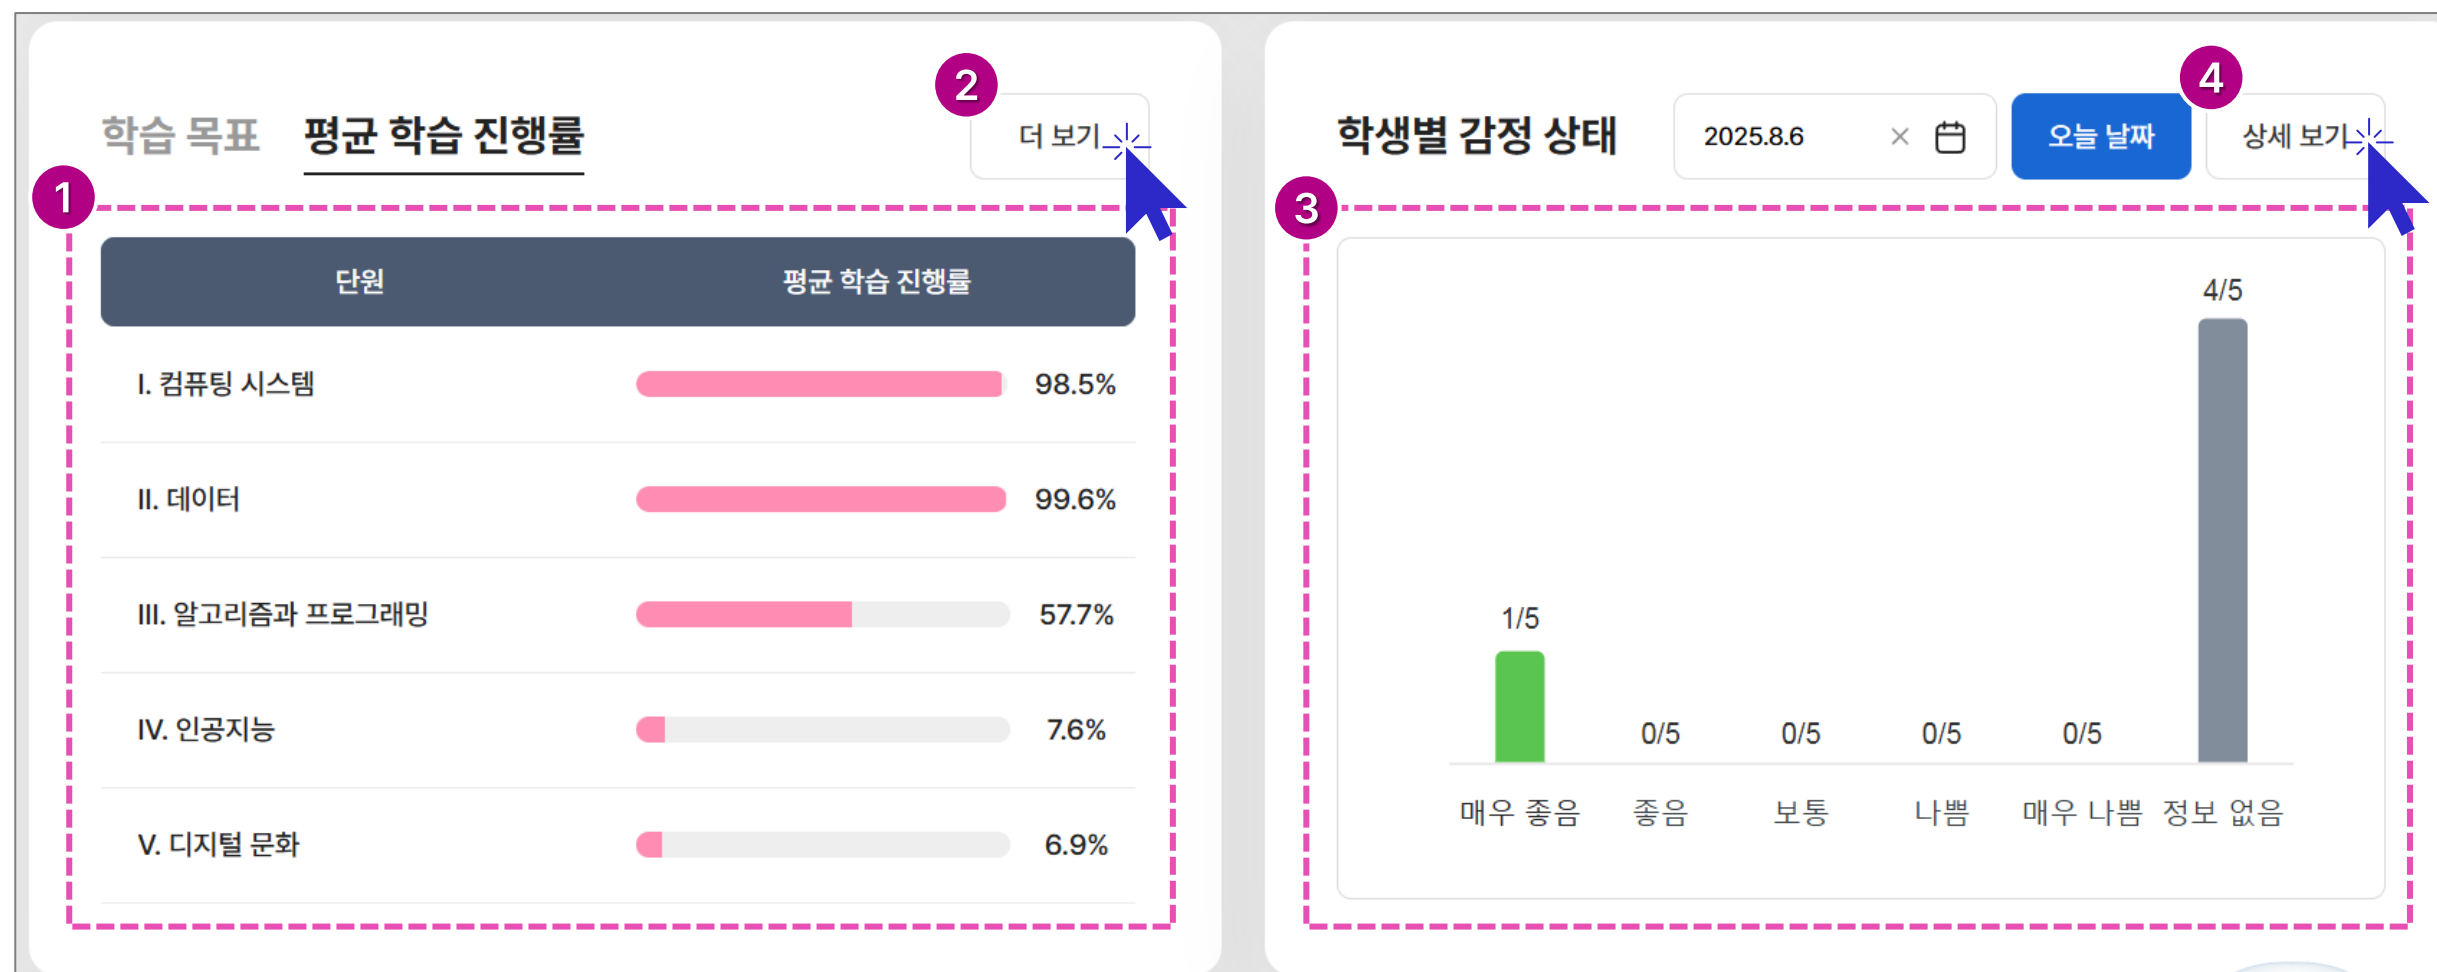 학습 목표 평균 학습 진행률
2
더 보기
1
단원 평균 학습 진행률
I. 컴퓨팅 시스템 98.5%
II. 데이터 99.6%
III. 알고리즘과 프로그래밍 57.7%
IV. 인공지능 7.6%
V. 디지털 문화 6.9%
학생별 감정 상태
2025.8.6
오늘 날짜
4
상세 보기
3
1/5 0/5 0/5 0/5 0/5 4/5
매우 좋음 좋음 보통 나쁨 매우 나쁨 정보 없음